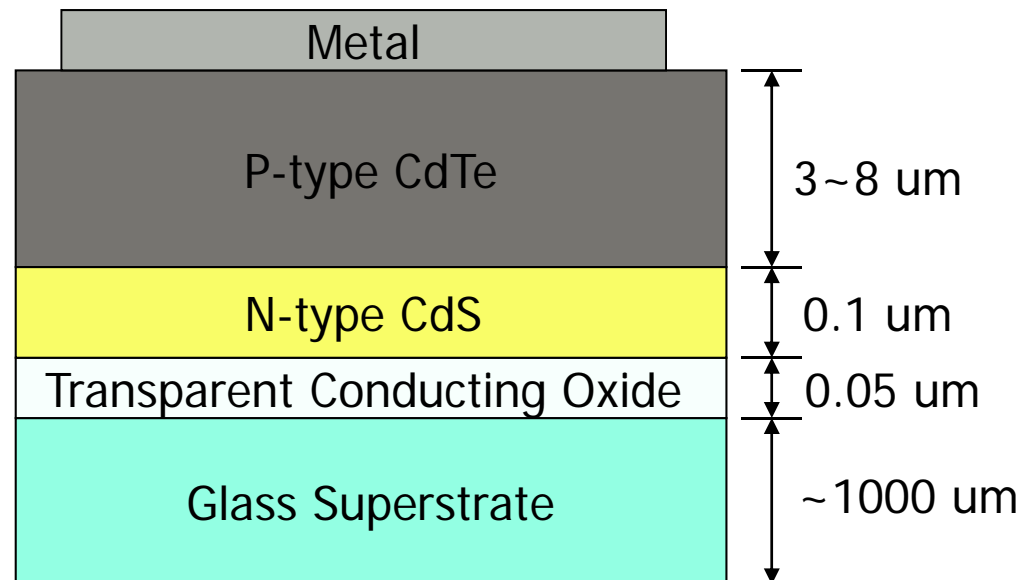 Metal
P-type CdTe
3~8 um
N-type CdS
0.1 um
Transparent Conducting Oxide
0.05 um
Glass Superstrate
~1000 um